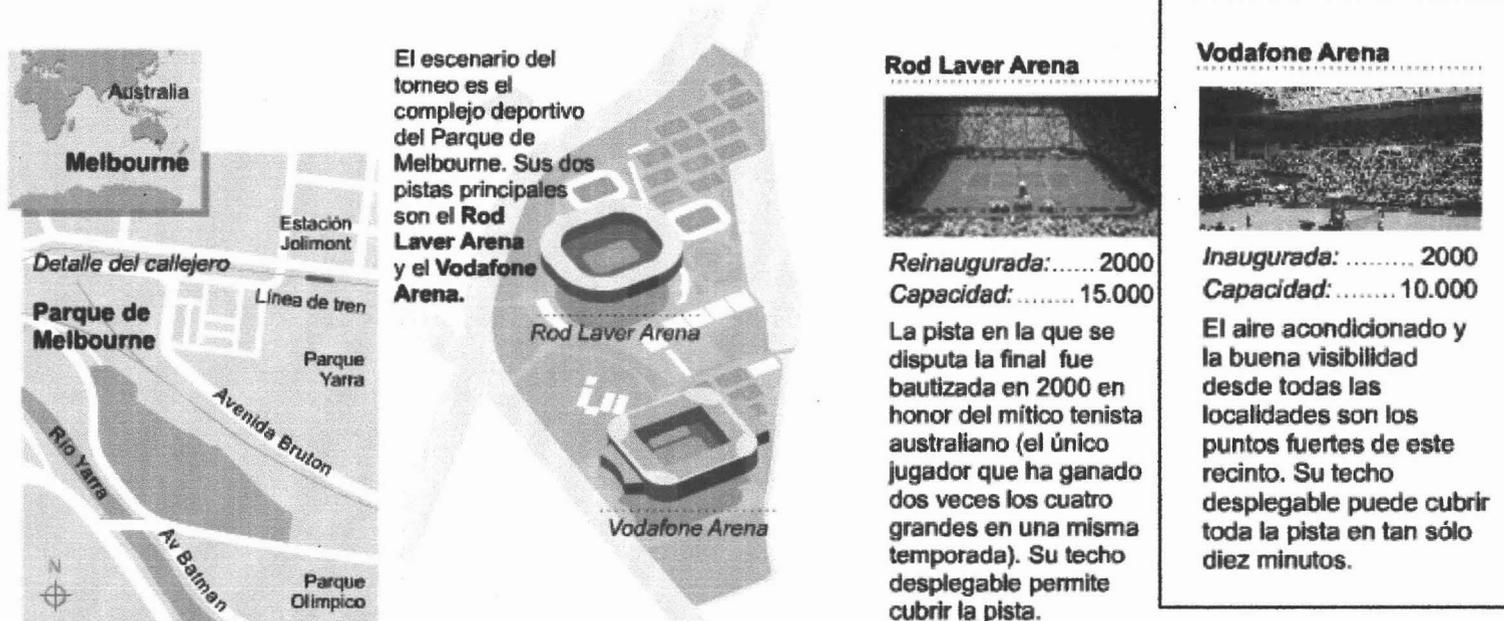 Australia
Melbourne
Estación
Jolimont
Detalle del callejero
Línea de tren
Parque de
Melbourne
Parque
Yarra
Avenida Bruton
Río Yarra
Av Batman
N
Parque
Olímpico
El escenario del
torneo es el
complejo deportivo
del Parque de
Melbourne. Sus dos
pistas principales
son el Rod
Laver Arena
y el Vodafone
Arena.
Rod Laver Arena
Vodafone Arena
Rod Laver Arena
Reinaugurada:...... 2000
Capacidad: ........ 15.000
La pista en la que se
disputa la final fue
bautizada en 2000 en
honor del mítico tenista
australiano (el único
jugador que ha ganado
dos veces los cuatro
grandes en una misma
temporada). Su techo
desplegable permite
cubrir la pista.
Vodafone Arena
Inaugurada: ......... 2000
Capacidad: ........ 10.000
El aire acondicionado y
la buena visibilidad
desde todas las
localidades son los
puntos fuertes de este
recinto. Su techo
desplegable puede cubrir
toda la pista en tan sólo
diez minutos.